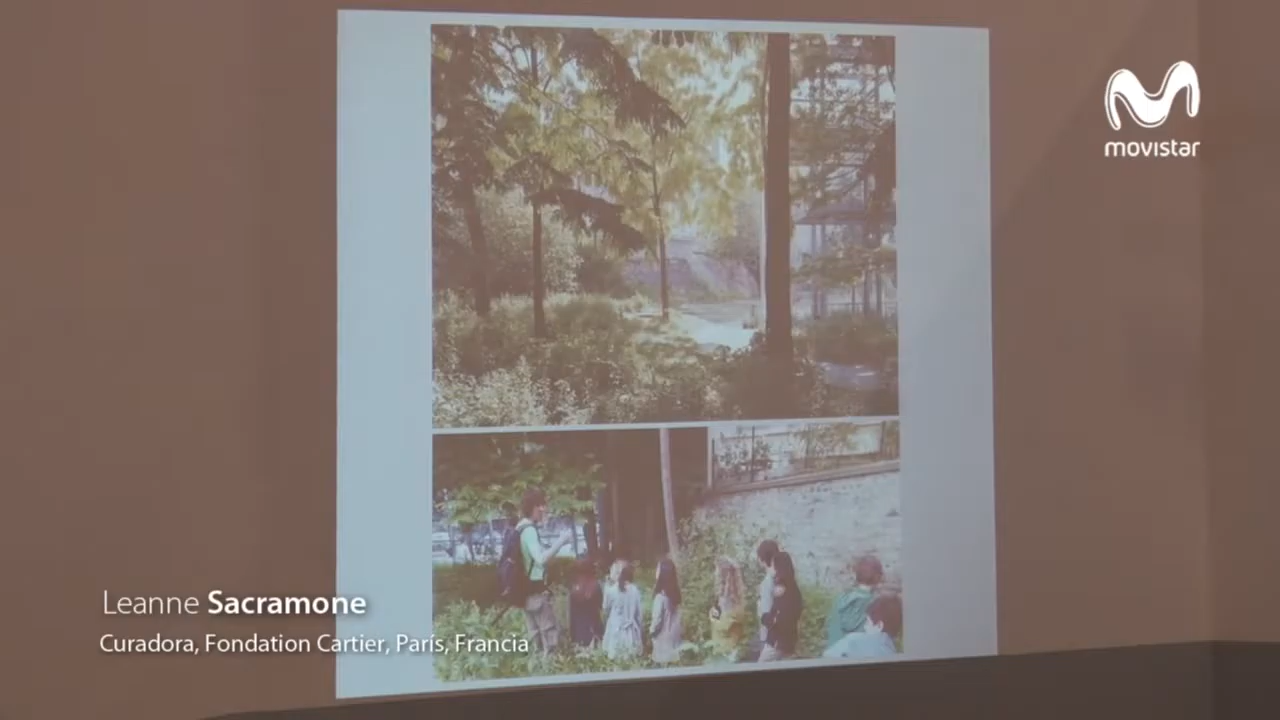 movistar
Leanne Sacramone
Curadora, Fondation Cartier, París, Francia